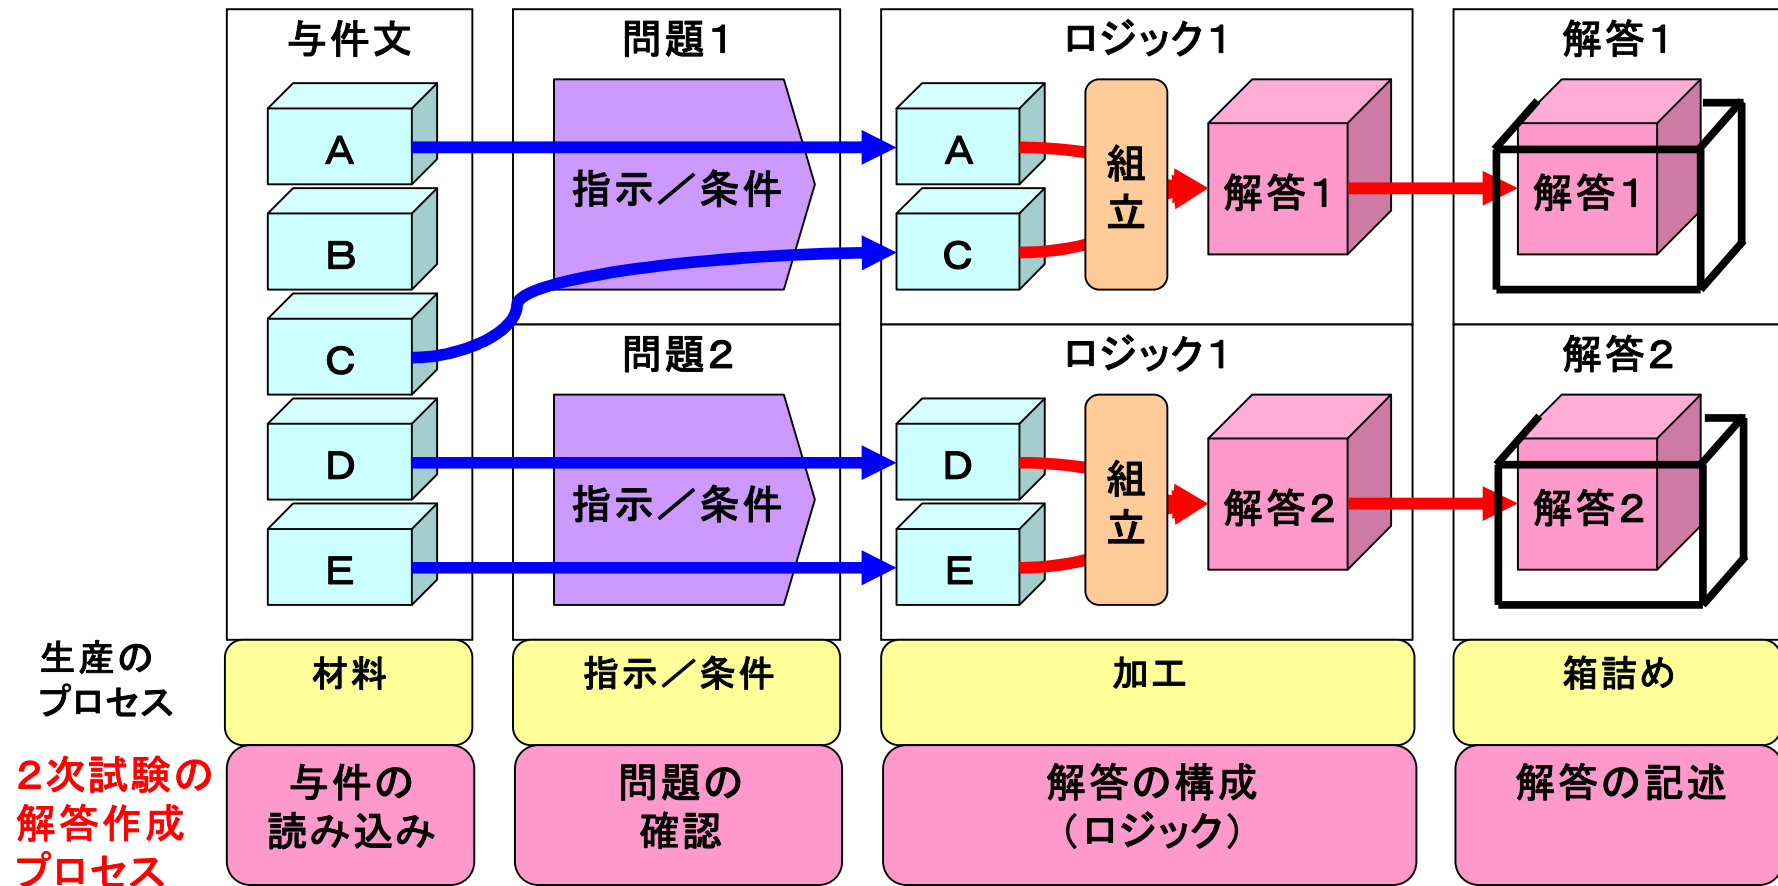 与件文
A
B
C
D
E
問題1
指示／条件
問題2
指示／条件
ロジック1
A
C
組
立
解答1
ロジック1
D
E
組
立
解答2
解答1
解答1
解答2
解答2
生産の
プロセス
材料
指示／条件
加工
箱詰め
2次試験の
解答作成
プロセス
与件の
読み込み
問題の
確認
解答の構成
（ロジック）
解答の記述